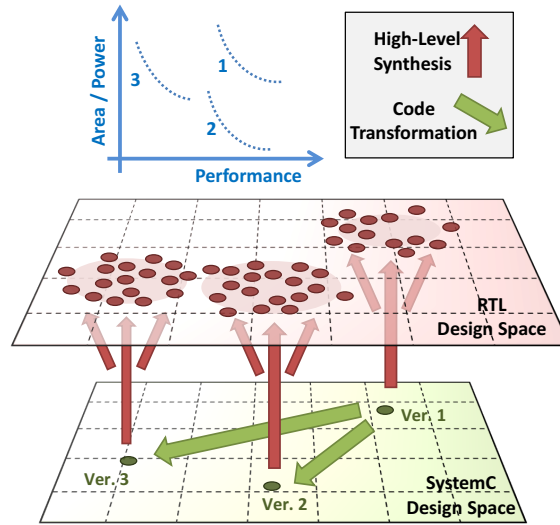 Area / Power
1
3
2
Performance
High-Level
Synthesis
Code
Transformation
RTL
Design Space
Ver. 1
Ver. 3
Ver. 2
SystemC
Design Space